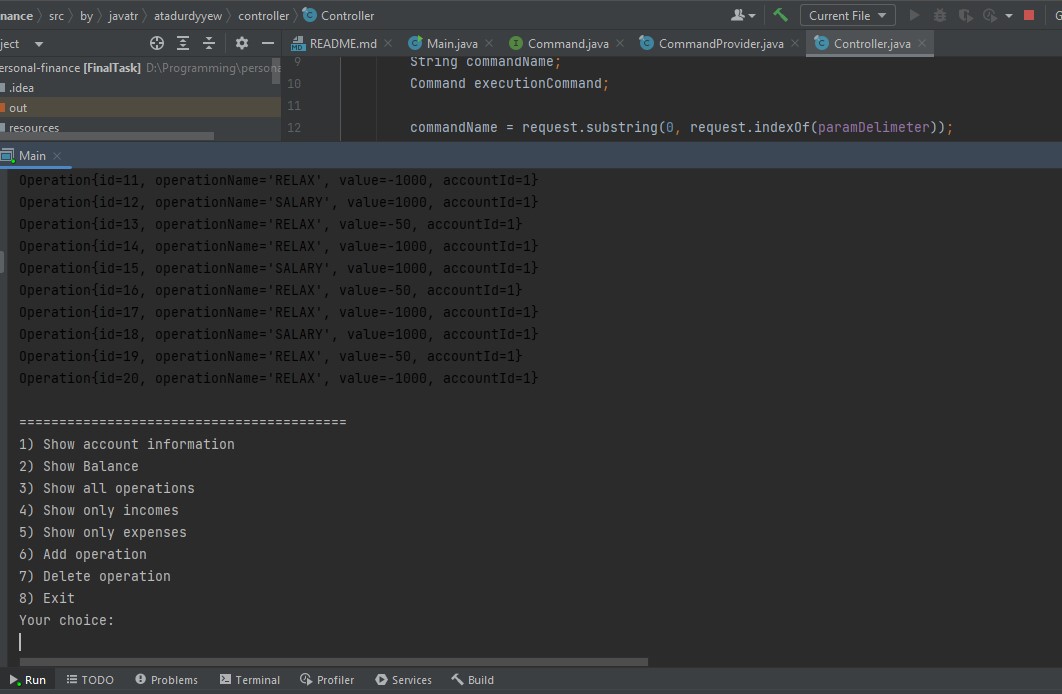 nance src by javatr atadurdyyew controller Controller Current File
ject README.md Main.java Command.java CommandProvider.java Controller.java
ersonal-finance [FinalTask] D:\Programming\persona
.idea
out
resources
9 String commandName;
10 Command executionCommand;
11
12 commandName = request.substring(0, request.indexOf(paramDelimeter));
Main
Operation{id=11, operationName='RELAX', value=-1000, accountId=1}
Operation{id=12, operationName='SALARY', value=1000, accountId=1}
Operation{id=13, operationName='RELAX', value=-50, accountId=1}
Operation{id=14, operationName='RELAX', value=-1000, accountId=1}
Operation{id=15, operationName='SALARY', value=1000, accountId=1}
Operation{id=16, operationName='RELAX', value=-50, accountId=1}
Operation{id=17, operationName='RELAX', value=-1000, accountId=1}
Operation{id=18, operationName='SALARY', value=1000, accountId=1}
Operation{id=19, operationName='RELAX', value=-50, accountId=1}
Operation{id=20, operationName='RELAX', value=-1000, accountId=1}
=========================================
1) Show account information
2) Show Balance
3) Show all operations
4) Show only incomes
5) Show only expenses
6) Add operation
7) Delete operation
8) Exit
Your choice:
Run TODO Problems Terminal Profiler Services Build